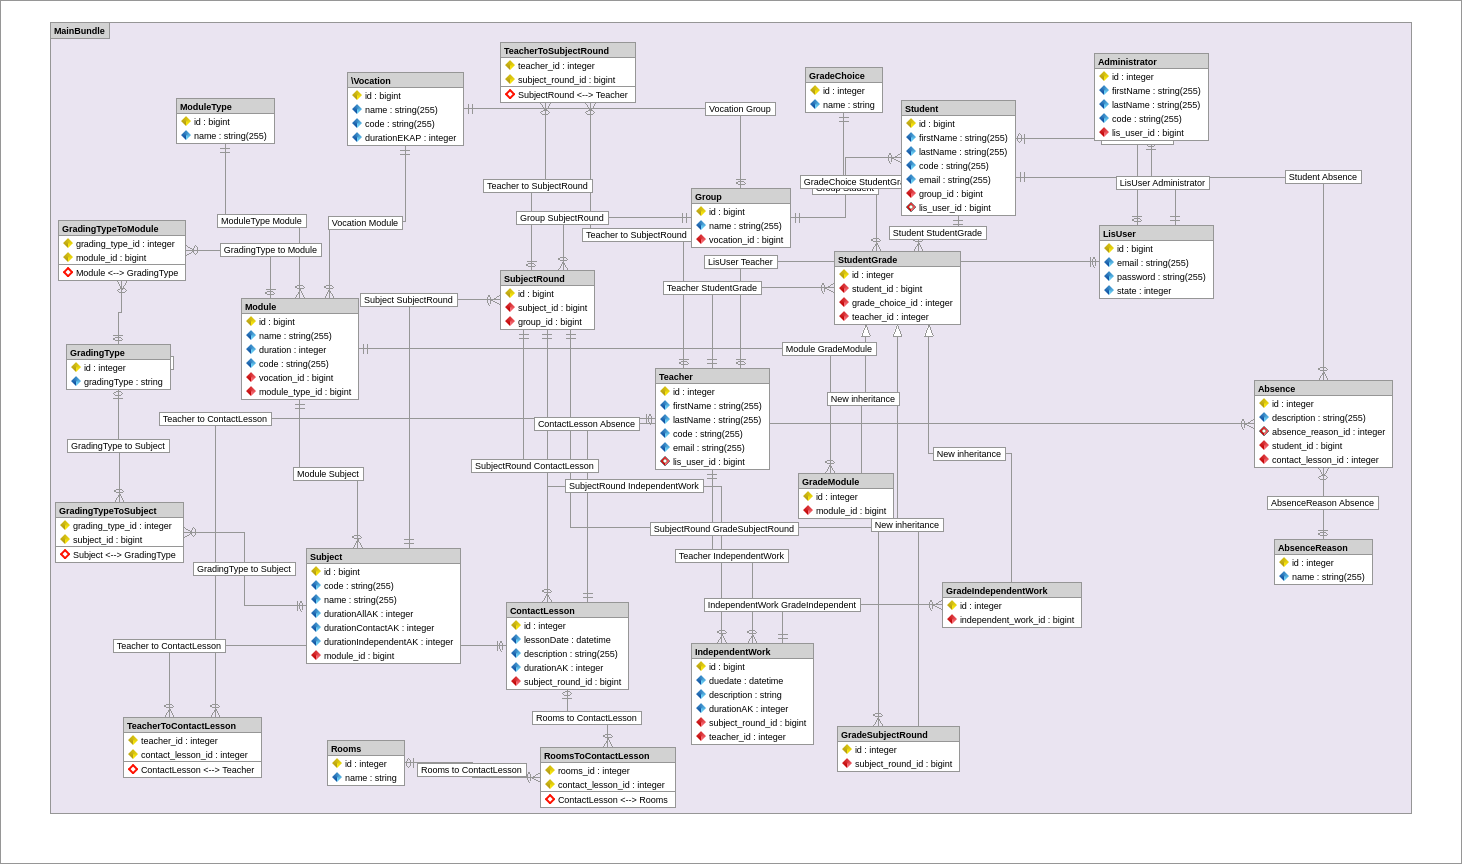 MainBundle
TeacherToSubjectRound
teacher_id : integer
subject_round_id : bigint
SubjectRound <--> Teacher
\Vocation
id : bigint
name : string(255)
code : string(255)
durationEKAP : integer
ModuleType
id : bigint
name : string(255)
GradeChoice
id : integer
name : string
Administrator
id : integer
firstName : string(255)
lastName : string(255)
code : string(255)
lis_user_id : bigint
Student
id : bigint
firstName : string(255)
lastName : string(255)
code : string(255)
email : string(255)
group_id : bigint
lis_user_id : bigint
Vocation Group
Teacher to SubjectRound
GradeChoice StudentGra
Group Student
LisUser Administrator
Student Absence
Group
id : bigint
name : string(255)
vocation_id : bigint
ModuleType Module
Vocation Module
Group SubjectRound
Teacher to SubjectRound
Student StudentGrade
GradingTypeToModule
grading_type_id : integer
module_id : bigint
Module <--> GradingType
GradingType to Module
LisUser
id : bigint
email : string(255)
password : string(255)
state : integer
LisUser Teacher
StudentGrade
id : integer
student_id : bigint
grade_choice_id : integer
teacher_id : integer
SubjectRound
id : bigint
subject_id : bigint
group_id : bigint
Teacher StudentGrade
Subject SubjectRound
Module
id : bigint
name : string(255)
duration : integer
code : string(255)
vocation_id : bigint
module_type_id : bigint
GradingType
id : integer
gradingType : string
Module GradeModule
Teacher
id : integer
firstName : string(255)
lastName : string(255)
code : string(255)
email : string(255)
lis_user_id : bigint
Absence
id : integer
description : string(255)
absence_reason_id : integer
student_id : bigint
contact_lesson_id : integer
New inheritance
Teacher to ContactLesson
ContactLesson Absence
GradingType to Subject
New inheritance
SubjectRound ContactLesson
Module Subject
GradeModule
id : integer
module_id : bigint
SubjectRound IndependentWork
AbsenceReason Absence
GradingTypeToSubject
grading_type_id : integer
subject_id : bigint
Subject <--> GradingType
SubjectRound GradeSubjectRound
New inheritance
AbsenceReason
id : integer
name : string(255)
Teacher IndependentWork
Subject
id : bigint
code : string(255)
name : string(255)
durationAllAK : integer
durationContactAK : integer
durationIndependentAK : integer
module_id : bigint
GradingType to Subject
GradeIndependentWork
id : integer
independent_work_id : bigint
IndependentWork GradeIndependent
ContactLesson
id : integer
lessonDate : datetime
description : string(255)
durationAK : integer
subject_round_id : bigint
Teacher to ContactLesson
IndependentWork
id : bigint
duedate : datetime
description : string
durationAK : integer
subject_round_id : bigint
teacher_id : integer
Rooms to ContactLesson
TeacherToContactLesson
teacher_id : integer
contact_lesson_id : integer
ContactLesson <--> Teacher
GradeSubjectRound
id : integer
subject_round_id : bigint
Rooms
id : integer
name : string
Rooms to ContactLesson
RoomsToContactLesson
rooms_id : integer
contact_lesson_id : integer
ContactLesson <--> Rooms